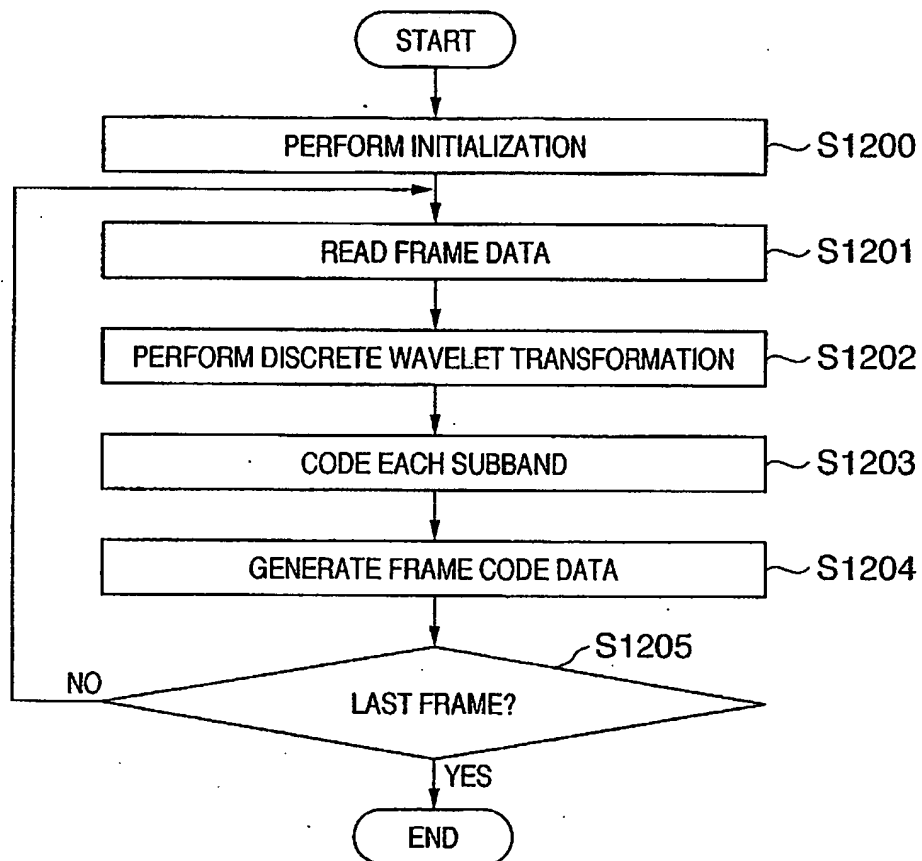 START
PERFORM INITIALIZATION
S1200
READ FRAME DATA
S1201
PERFORM DISCRETE WAVELET TRANSFORMATION
S1202
CODE EACH SUBBAND
S1203
GENERATE FRAME CODE DATA
S1204
S1205
NO
LAST FRAME?
YES
END